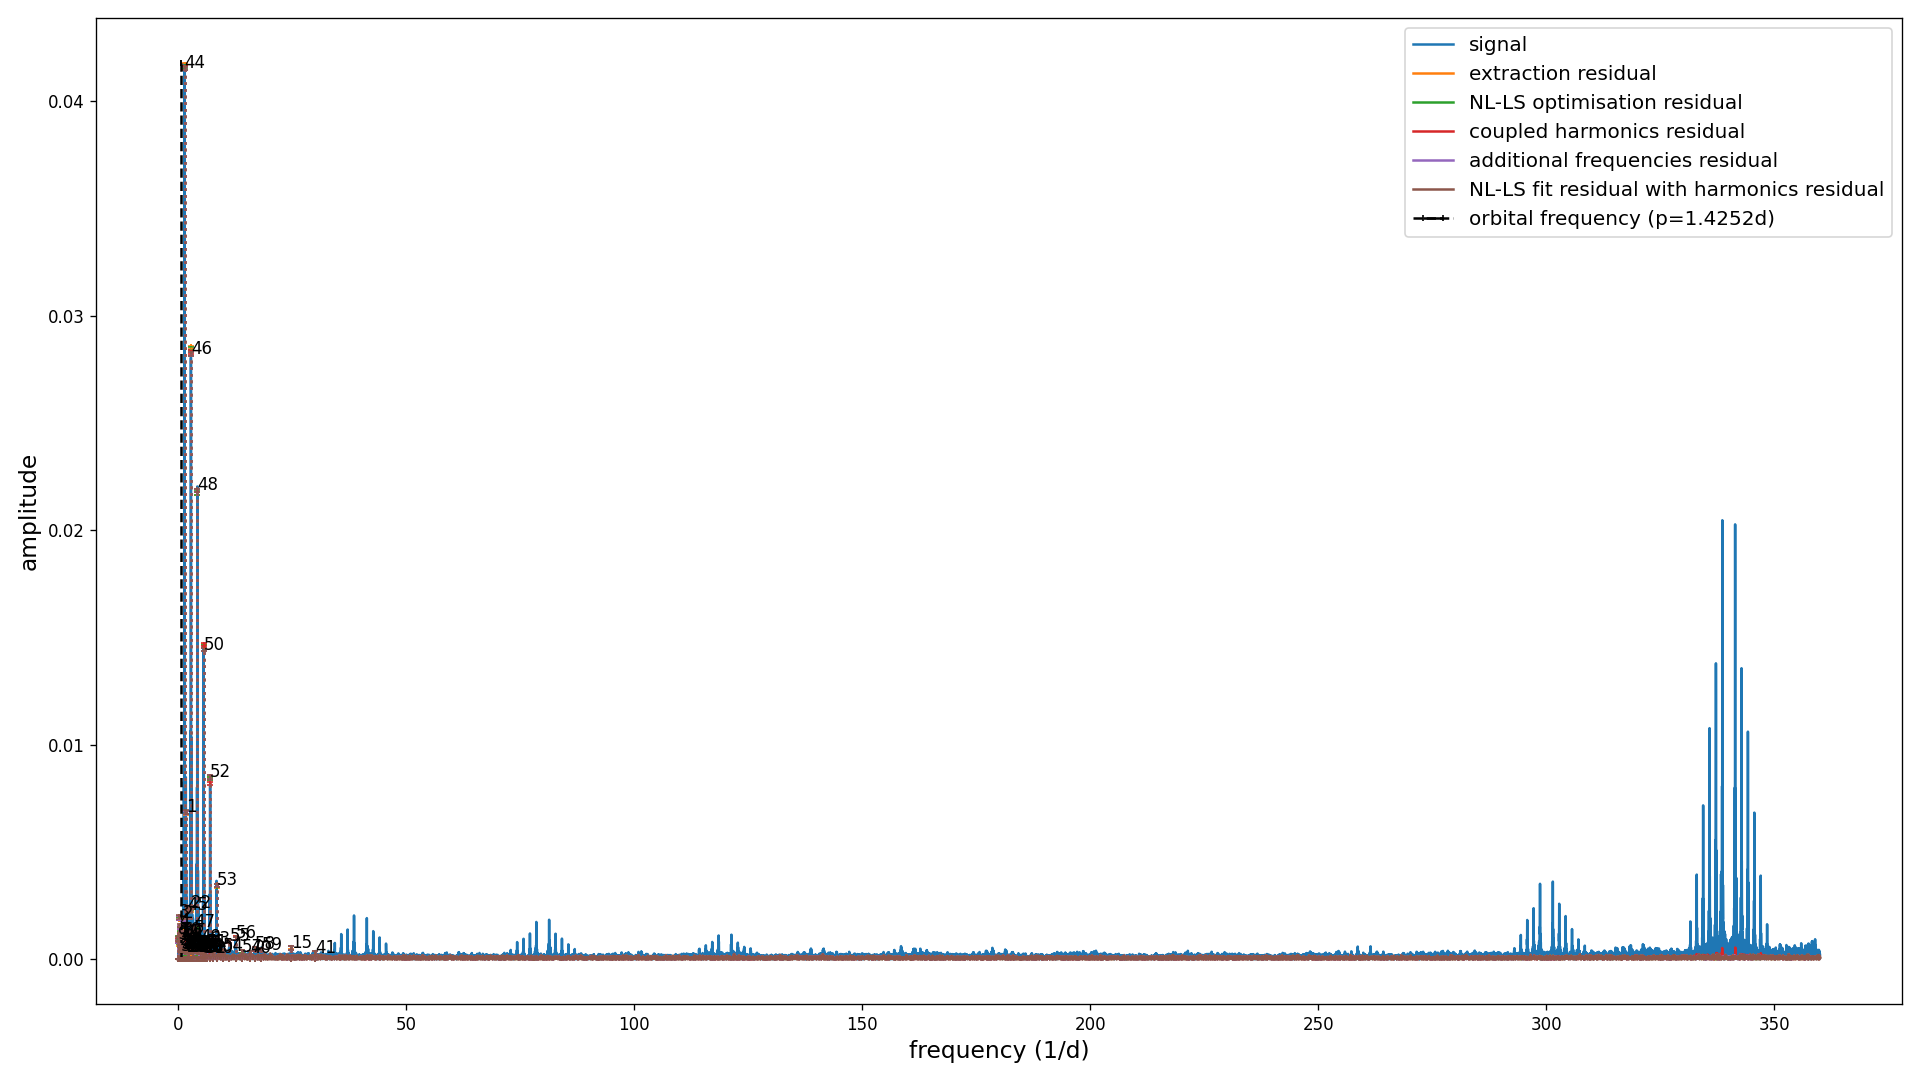 signal
extraction residual
NL-LS optimisation residual
coupled harmonics residual
additional frequencies residual
NL-LS fit residual with harmonics residual
orbital frequency (p=1.4252d)
44
46
48
50
52
1
53
56
15
41
0.04
0.03
0.02
0.01
0.00
amplitude
0 50 100 150 200 250 300 350
frequency (1/d)